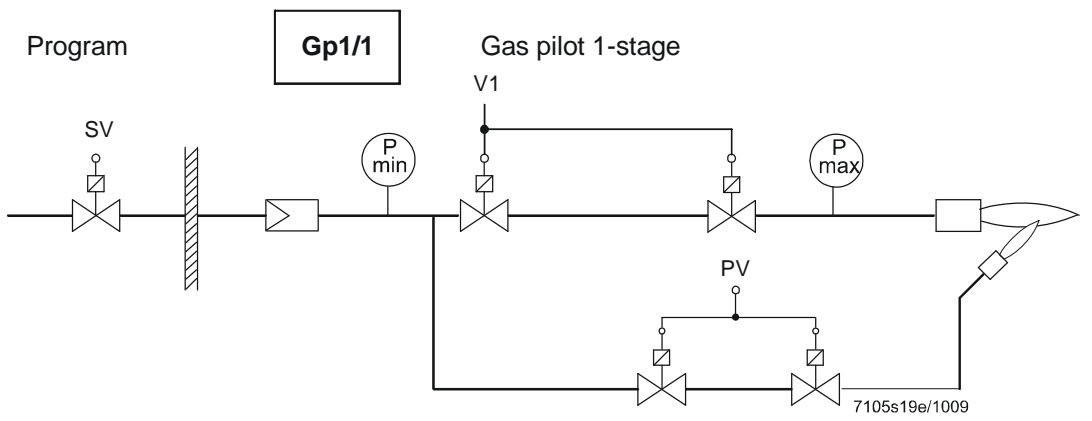 Program Gp1/1 Gas pilot 1-stage
V1
SV
P
min
P
max
PV
7105s19e/1009